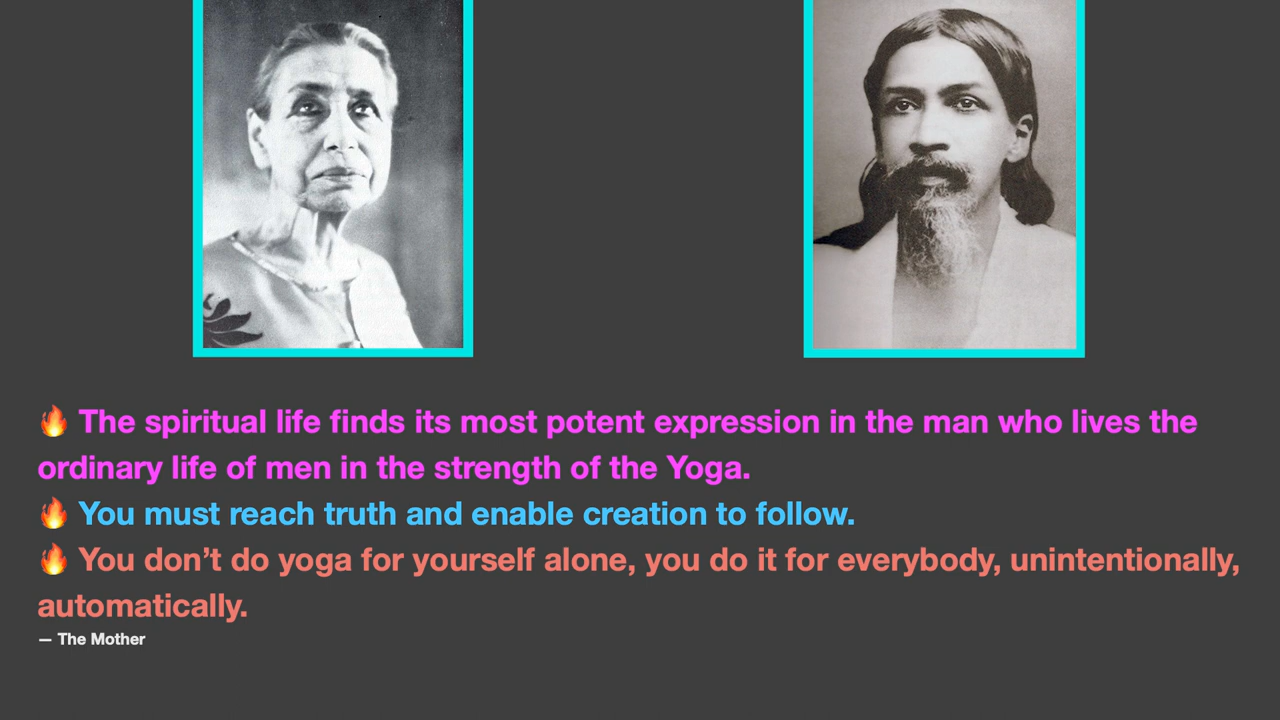 🔥 The spiritual life finds its most potent expression in the man who lives the
ordinary life of men in the strength of the Yoga.
🔥 You must reach truth and enable creation to follow.
🔥 You don’t do yoga for yourself alone, you do it for everybody, unintentionally,
automatically.
— The Mother